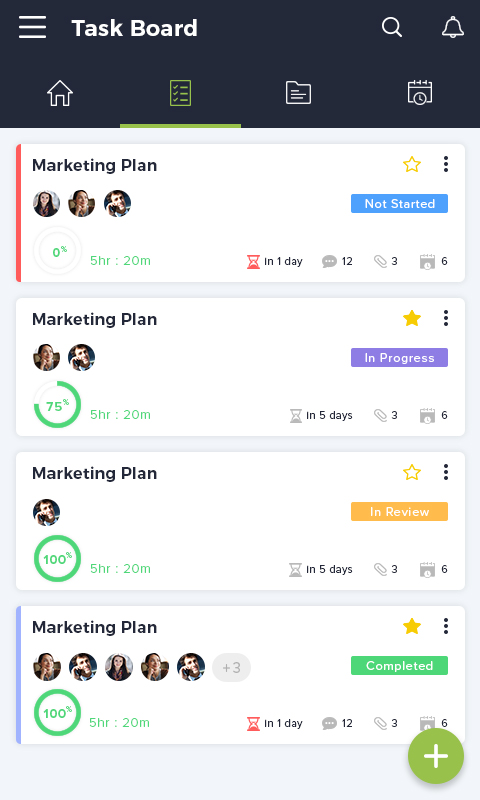 Task Board
Marketing Plan
Not Started
0%
5hr : 20m
in 1 day
12
3
6
Marketing Plan
In Progress
75%
5hr : 20m
in 5 days
3
6
Marketing Plan
In Review
100%
5hr : 20m
in 5 days
3
6
Marketing Plan
+3
Completed
100%
5hr : 20m
in 1 day
12
3
6